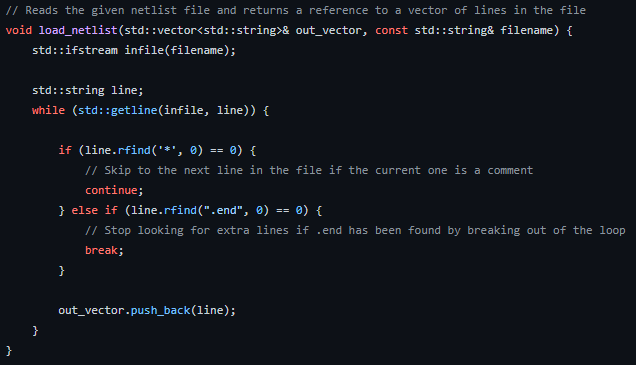 // Reads the given netlist file and returns a reference to a vector of lines in the file
void load_netlist(std::vector<std::string>& out_vector, const std::string& filename) {
    std::ifstream infile(filename);

    std::string line;
    while (std::getline(infile, line)) {

        if (line.rfind('*', 0) == 0) {
            // Skip to the next line in the file if the current one is a comment
            continue;
        } else if (line.rfind(".end", 0) == 0) {
            // Stop looking for extra lines if .end has been found by breaking out of the loop
            break;
        }

        out_vector.push_back(line);
    }
}